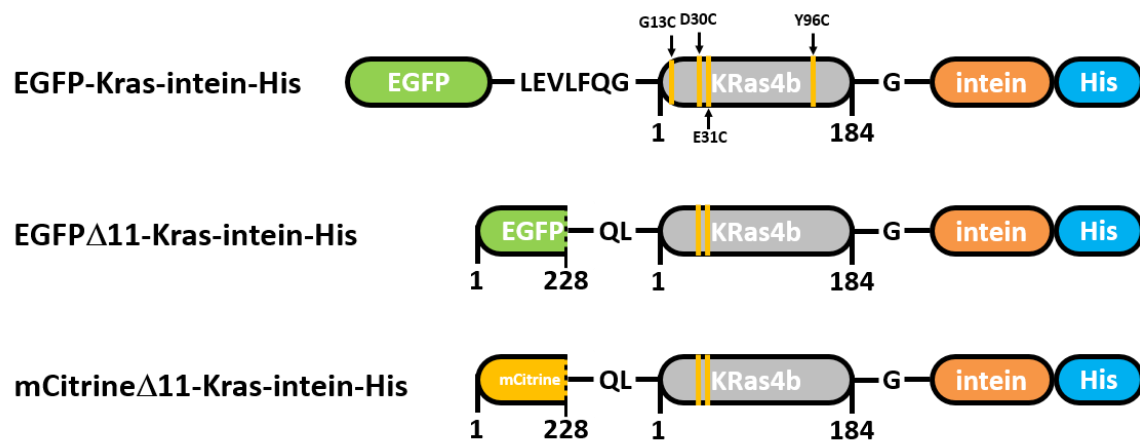 G13C D30C Y96C
EGFP-Kras-intein-His EGFP LEVLFQG KRas4b G intein His
1 E31C 184
EGFPΔ11-Kras-intein-His EGFP QL KRas4b G intein His
1 228 1 184
mCitrineΔ11-Kras-intein-His mCitrine QL KRas4b G intein His
1 228 1 184